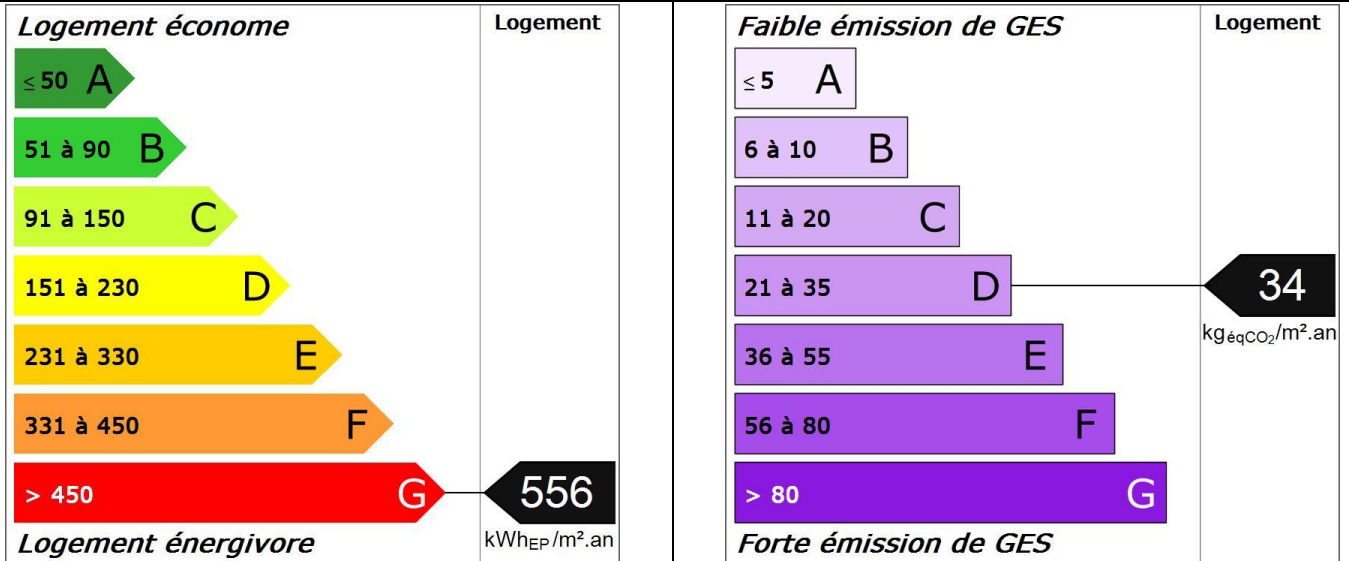 Logement économe
Logement
≤ 50 A
51 à 90 B
91 à 150 C
151 à 230 D
231 à 330 E
331 à 450 F
> 450 G
556
kWhEP/m².an
Logement énergivore
Faible émission de GES
Logement
≤ 5 A
6 à 10 B
11 à 20 C
21 à 35 D
34
kgéqCO2/m².an
36 à 55 E
56 à 80 F
> 80 G
Forte émission de GES